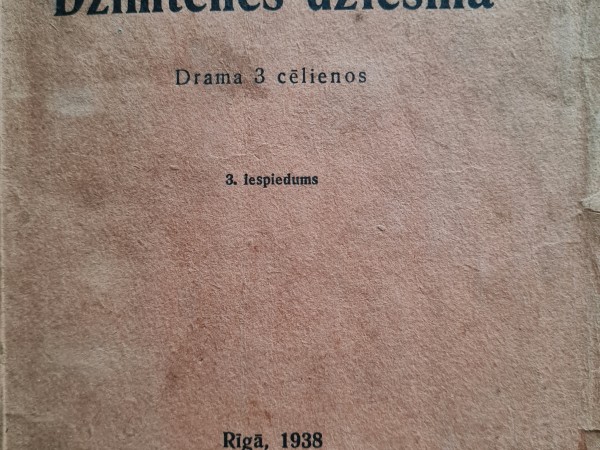 Dzimtenes dziesma
Drama 3 cēlienos
3. Iespiedums
Rīgā, 1938